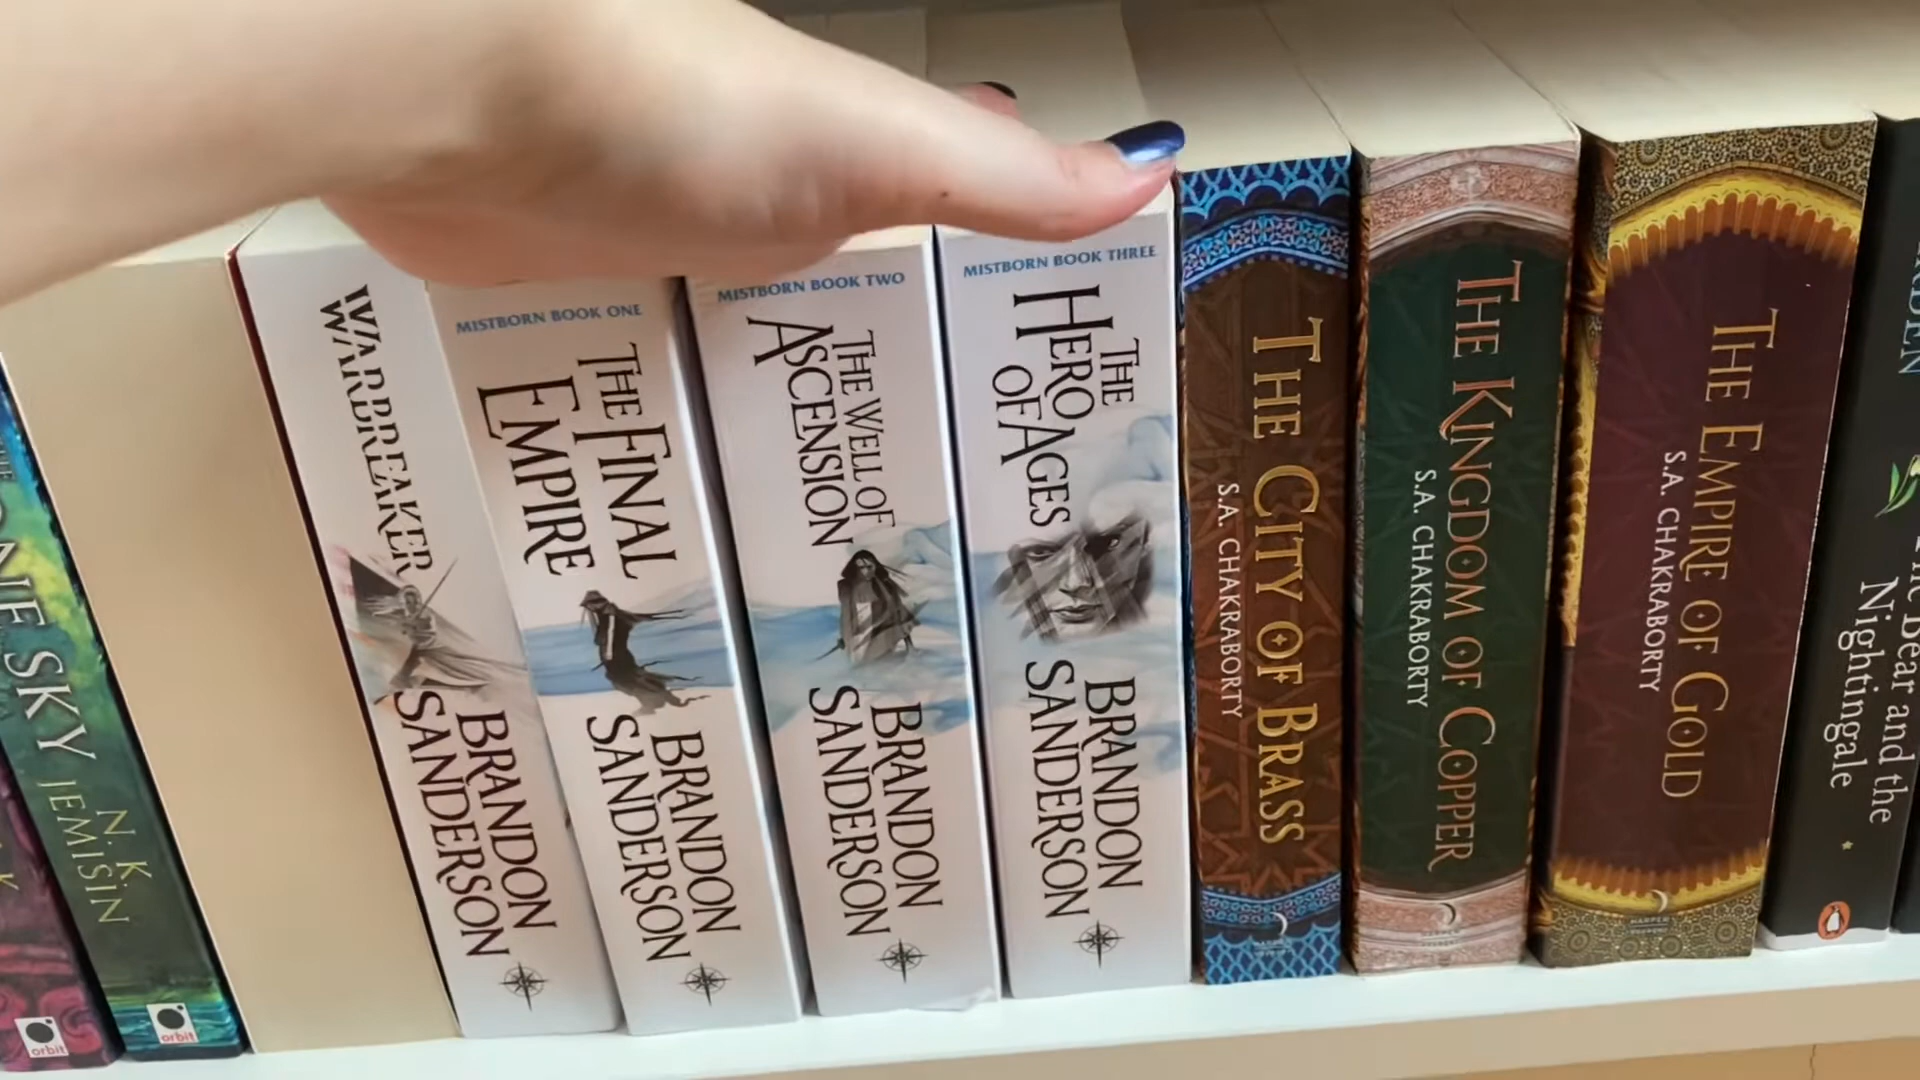 SKY
N. K.
JEMISIN
orbit
orbit
WARBREAKER
BRANDON
SANDERSON
MISTBORN BOOK ONE
THE FINAL
EMPIRE
BRANDON
SANDERSON
MISTBORN BOOK TWO
THE WELL OF
ASCENSION
BRANDON
SANDERSON
MISTBORN BOOK THREE
THE
HERO
OF AGES
BRANDON
SANDERSON
THE CITY OF BRASS
S.A. CHAKRABORTY
THE KINGDOM OF COPPER
S.A. CHAKRABORTY
THE EMPIRE OF GOLD
S.A. CHAKRABORTY
HARPER
Bear and the
Nightingale